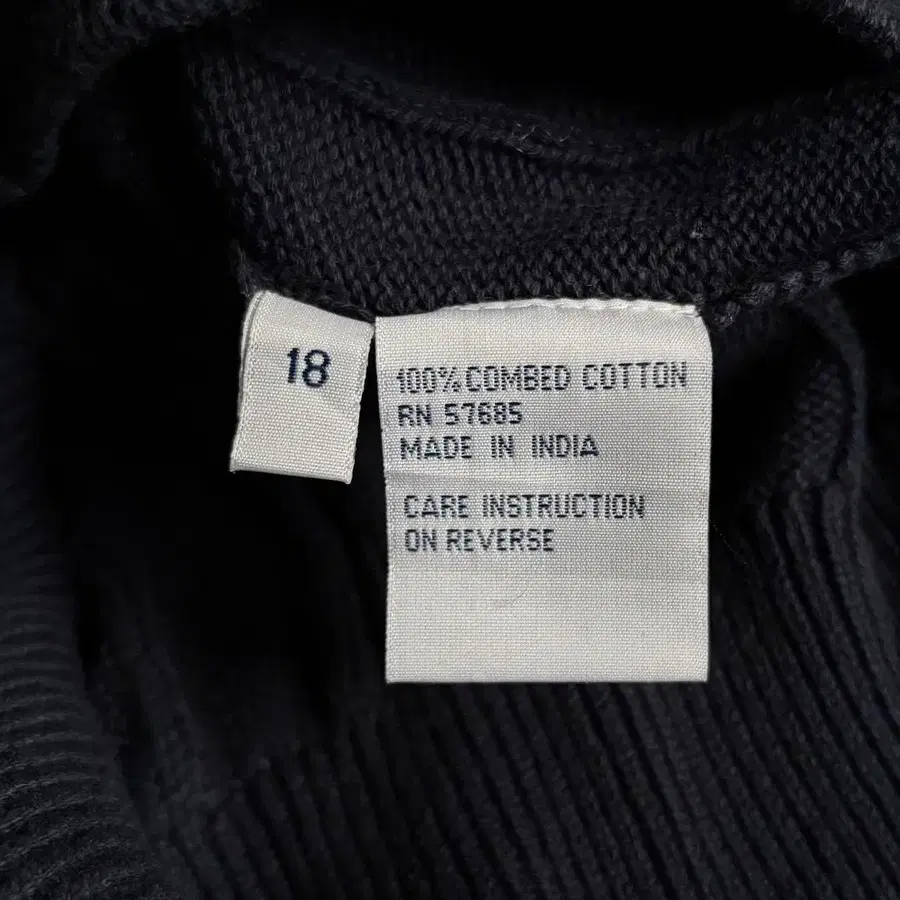 18
100% COMBED COTTON
RN 57685
MADE IN INDIA
CARE INSTRUCTION
ON REVERSE